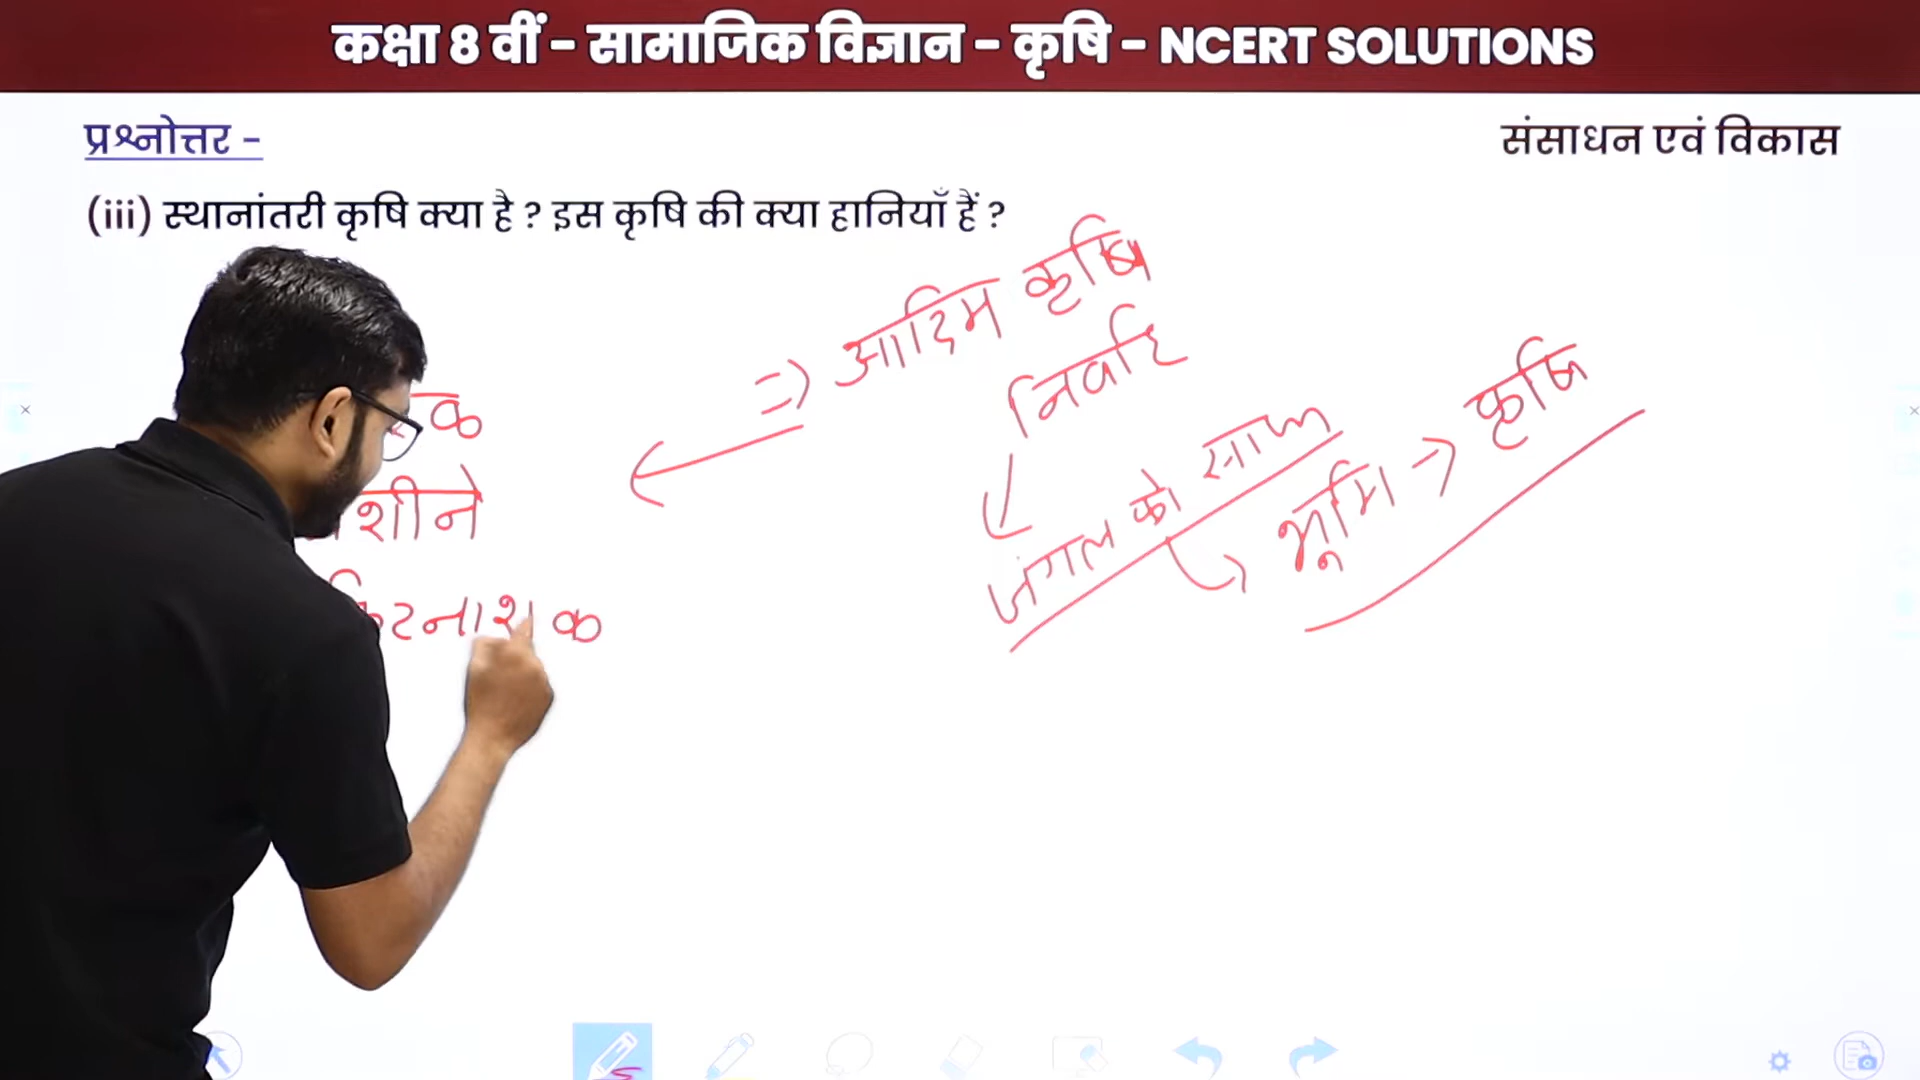 कक्षा 8 वीं - सामाजिक विज्ञान - कृषि - NCERT SOLUTIONS
प्रश्नोत्तर -
संसाधन एवं विकास
(iii) स्थानांतरी कृषि क्या है ? इस कृषि की क्या हानियाँ हैं ?
=> आदिम कृषि
निर्वाह
जंगल को साफ
भूमि -> कृषि